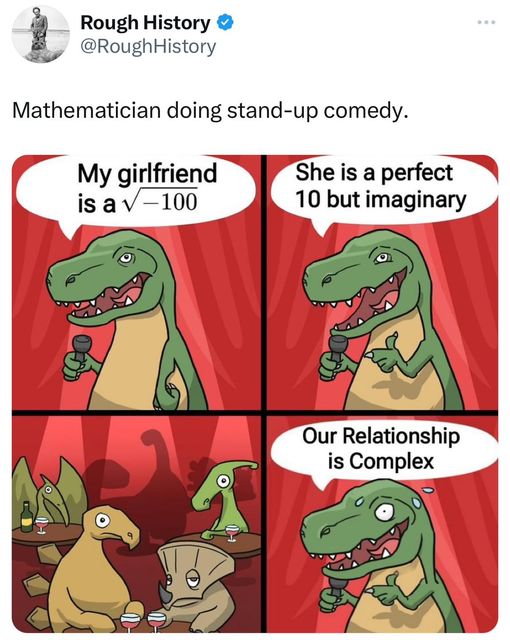 Rough History
@RoughHistory
Mathematician doing stand-up comedy.
My girlfriend
is a √−100
She is a perfect
10 but imaginary
Our Relationship
is Complex